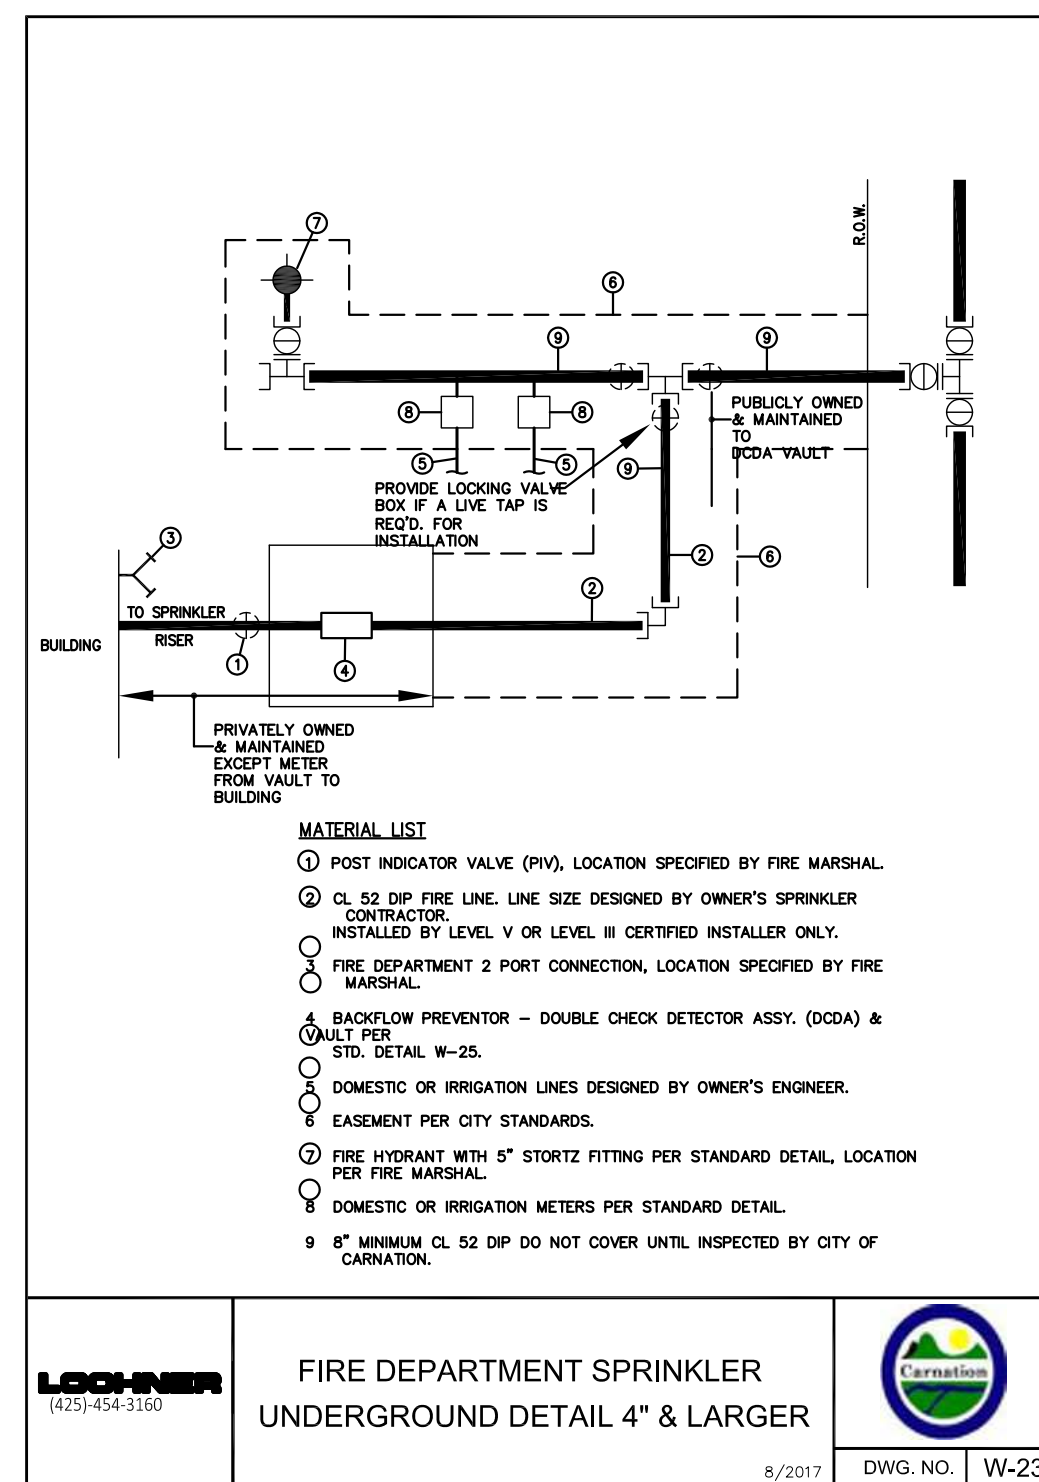 7
R.O.W.
6
9
9
8
8
PUBLICLY OWNED
& MAINTAINED
TO
DCDA VAULT
5
5
9
PROVIDE LOCKING VALVE
BOX IF A LIVE TAP IS
REQ'D. FOR
INSTALLATION
3
2
6
2
TO SPRINKLER
RISER
BUILDING
1
4
PRIVATELY OWNED
& MAINTAINED
EXCEPT METER
FROM VAULT TO
BUILDING
MATERIAL LIST
1 POST INDICATOR VALVE (PIV), LOCATION SPECIFIED BY FIRE MARSHAL.
2 CL 52 DIP FIRE LINE. LINE SIZE DESIGNED BY OWNER'S SPRINKLER
CONTRACTOR.
INSTALLED BY LEVEL V OR LEVEL III CERTIFIED INSTALLER ONLY.
3 FIRE DEPARTMENT 2 PORT CONNECTION, LOCATION SPECIFIED BY FIRE
MARSHAL.
4 BACKFLOW PREVENTOR – DOUBLE CHECK DETECTOR ASSY. (DCDA) &
VAULT PER
STD. DETAIL W–25.
5 DOMESTIC OR IRRIGATION LINES DESIGNED BY OWNER'S ENGINEER.
6 EASEMENT PER CITY STANDARDS.
7 FIRE HYDRANT WITH 5" STORTZ FITTING PER STANDARD DETAIL, LOCATION
PER FIRE MARSHAL.
8 DOMESTIC OR IRRIGATION METERS PER STANDARD DETAIL.
9 8" MINIMUM CL 52 DIP DO NOT COVER UNTIL INSPECTED BY CITY OF
CARNATION.
LOCHNER
(425)-454-3160
FIRE DEPARTMENT SPRINKLER
UNDERGROUND DETAIL 4" & LARGER
8/2017
Carnation
DWG. NO. W-23